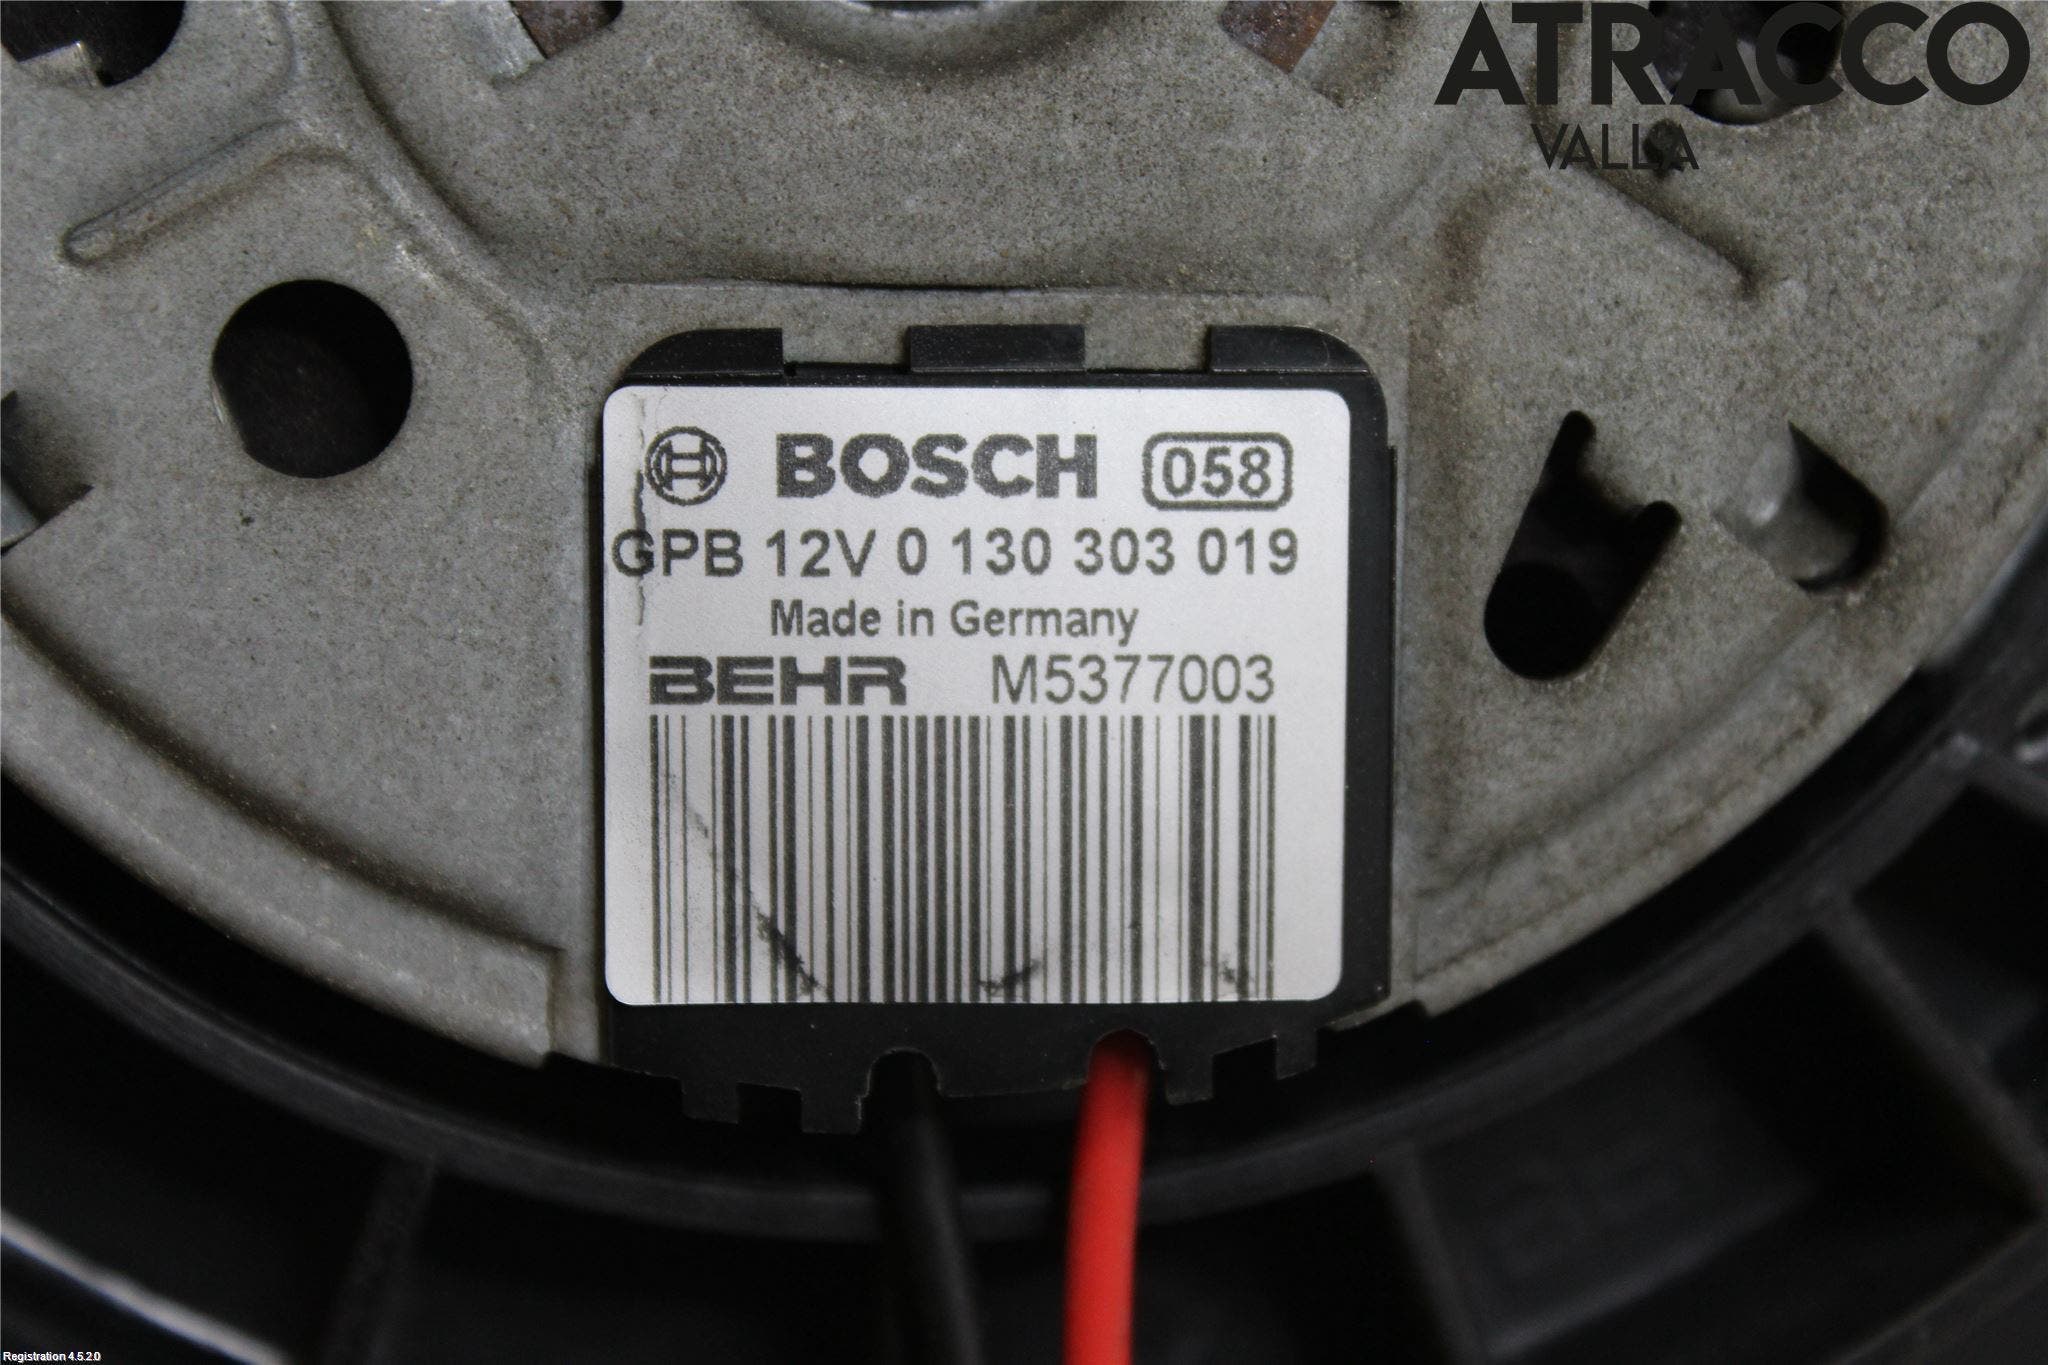 ATRACCO
VALLA
BOSCH 058
GPB 12V 0 130 303 019
Made in Germany
BEHR M5377003
Registration 4.5.2.0